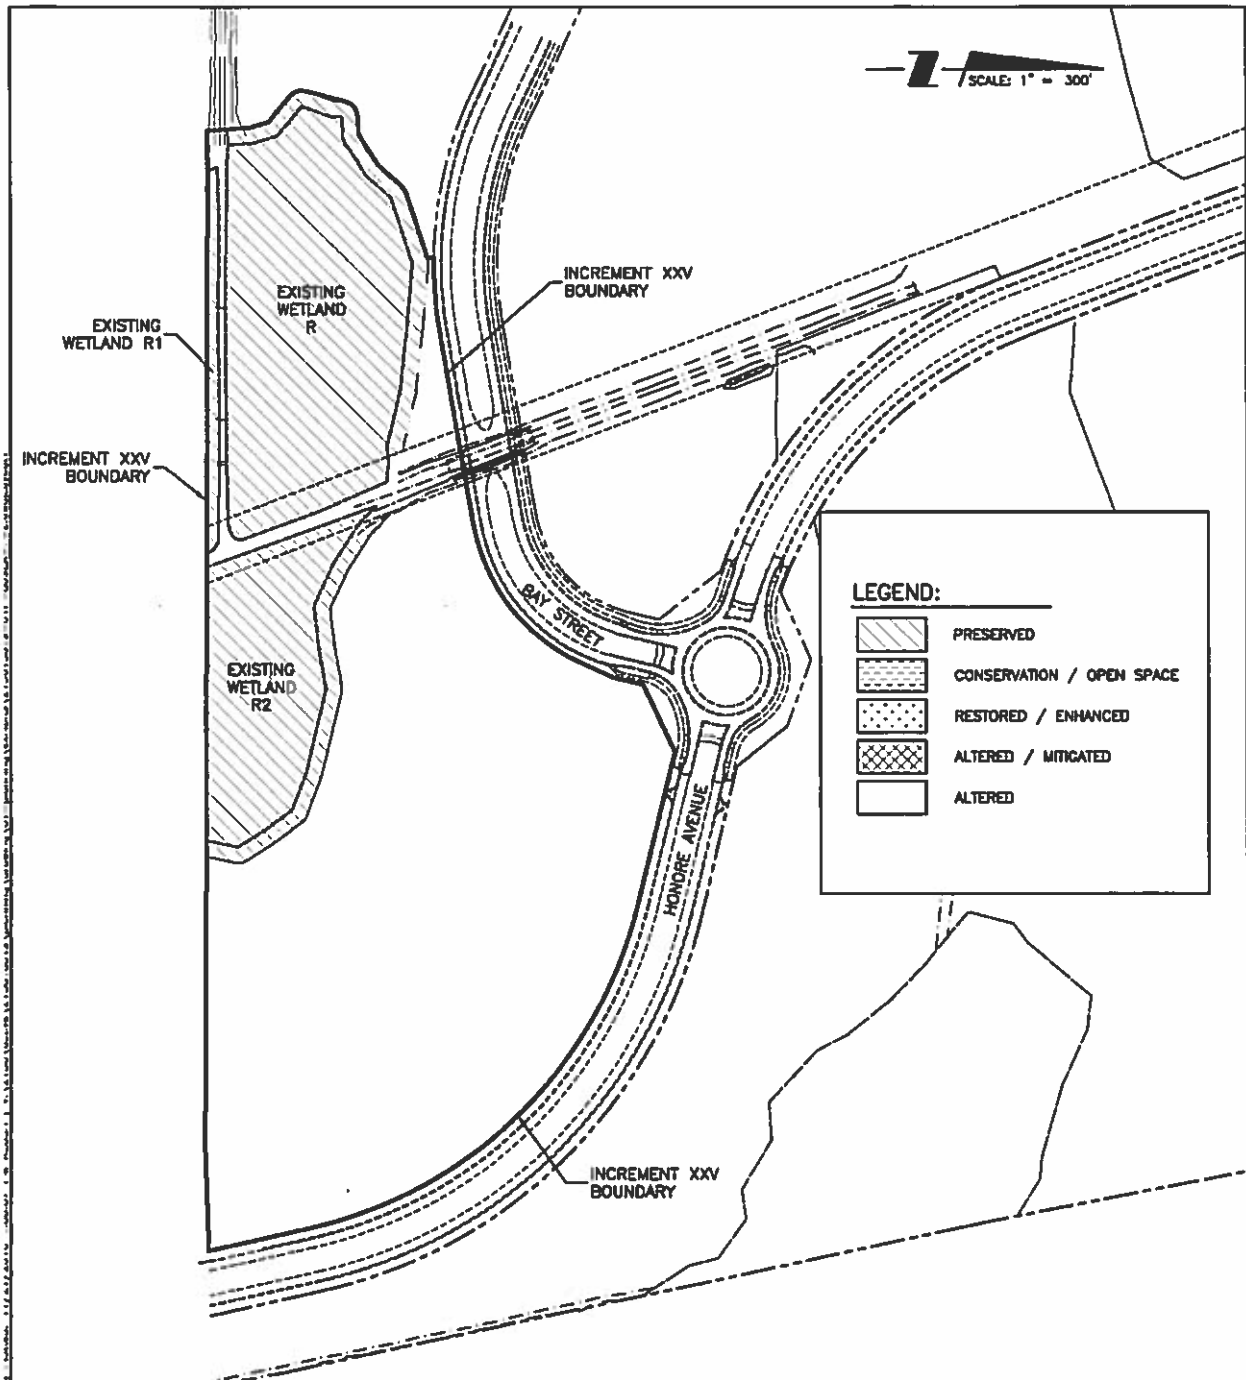 Z
SCALE: 1" = 300'
INCREMENT XXV
BOUNDARY
EXISTING
WETLAND
R
EXISTING
WETLAND R1
INCREMENT XXV
BOUNDARY
BAY STREET
EXISTING
WETLAND
R2
LEGEND:
PRESERVED
CONSERVATION / OPEN SPACE
RESTORED / ENHANCED
ALTERED / MITIGATED
ALTERED
HONORE AVENUE
INCREMENT XXV
BOUNDARY